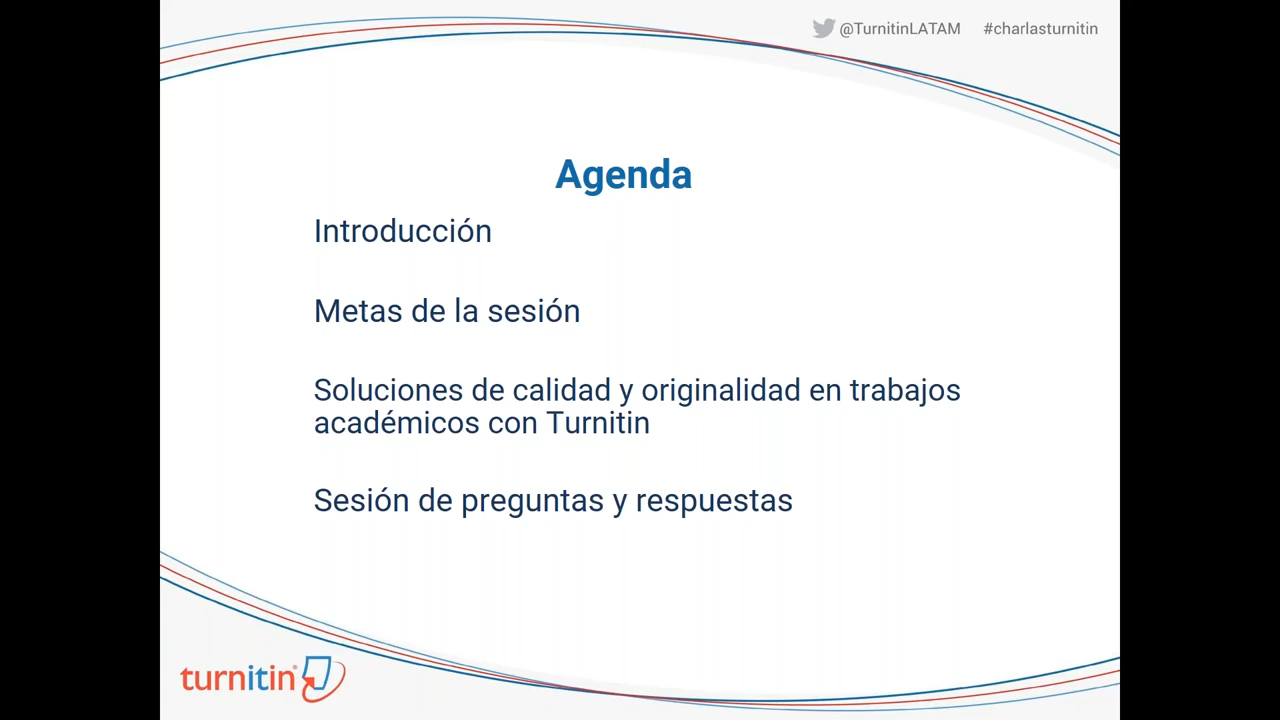 @TurnitinLATAM #charlasturnitin
Agenda
Introducción
Metas de la sesión
Soluciones de calidad y originalidad en trabajos
académicos con Turnitin
Sesión de preguntas y respuestas
turnitin